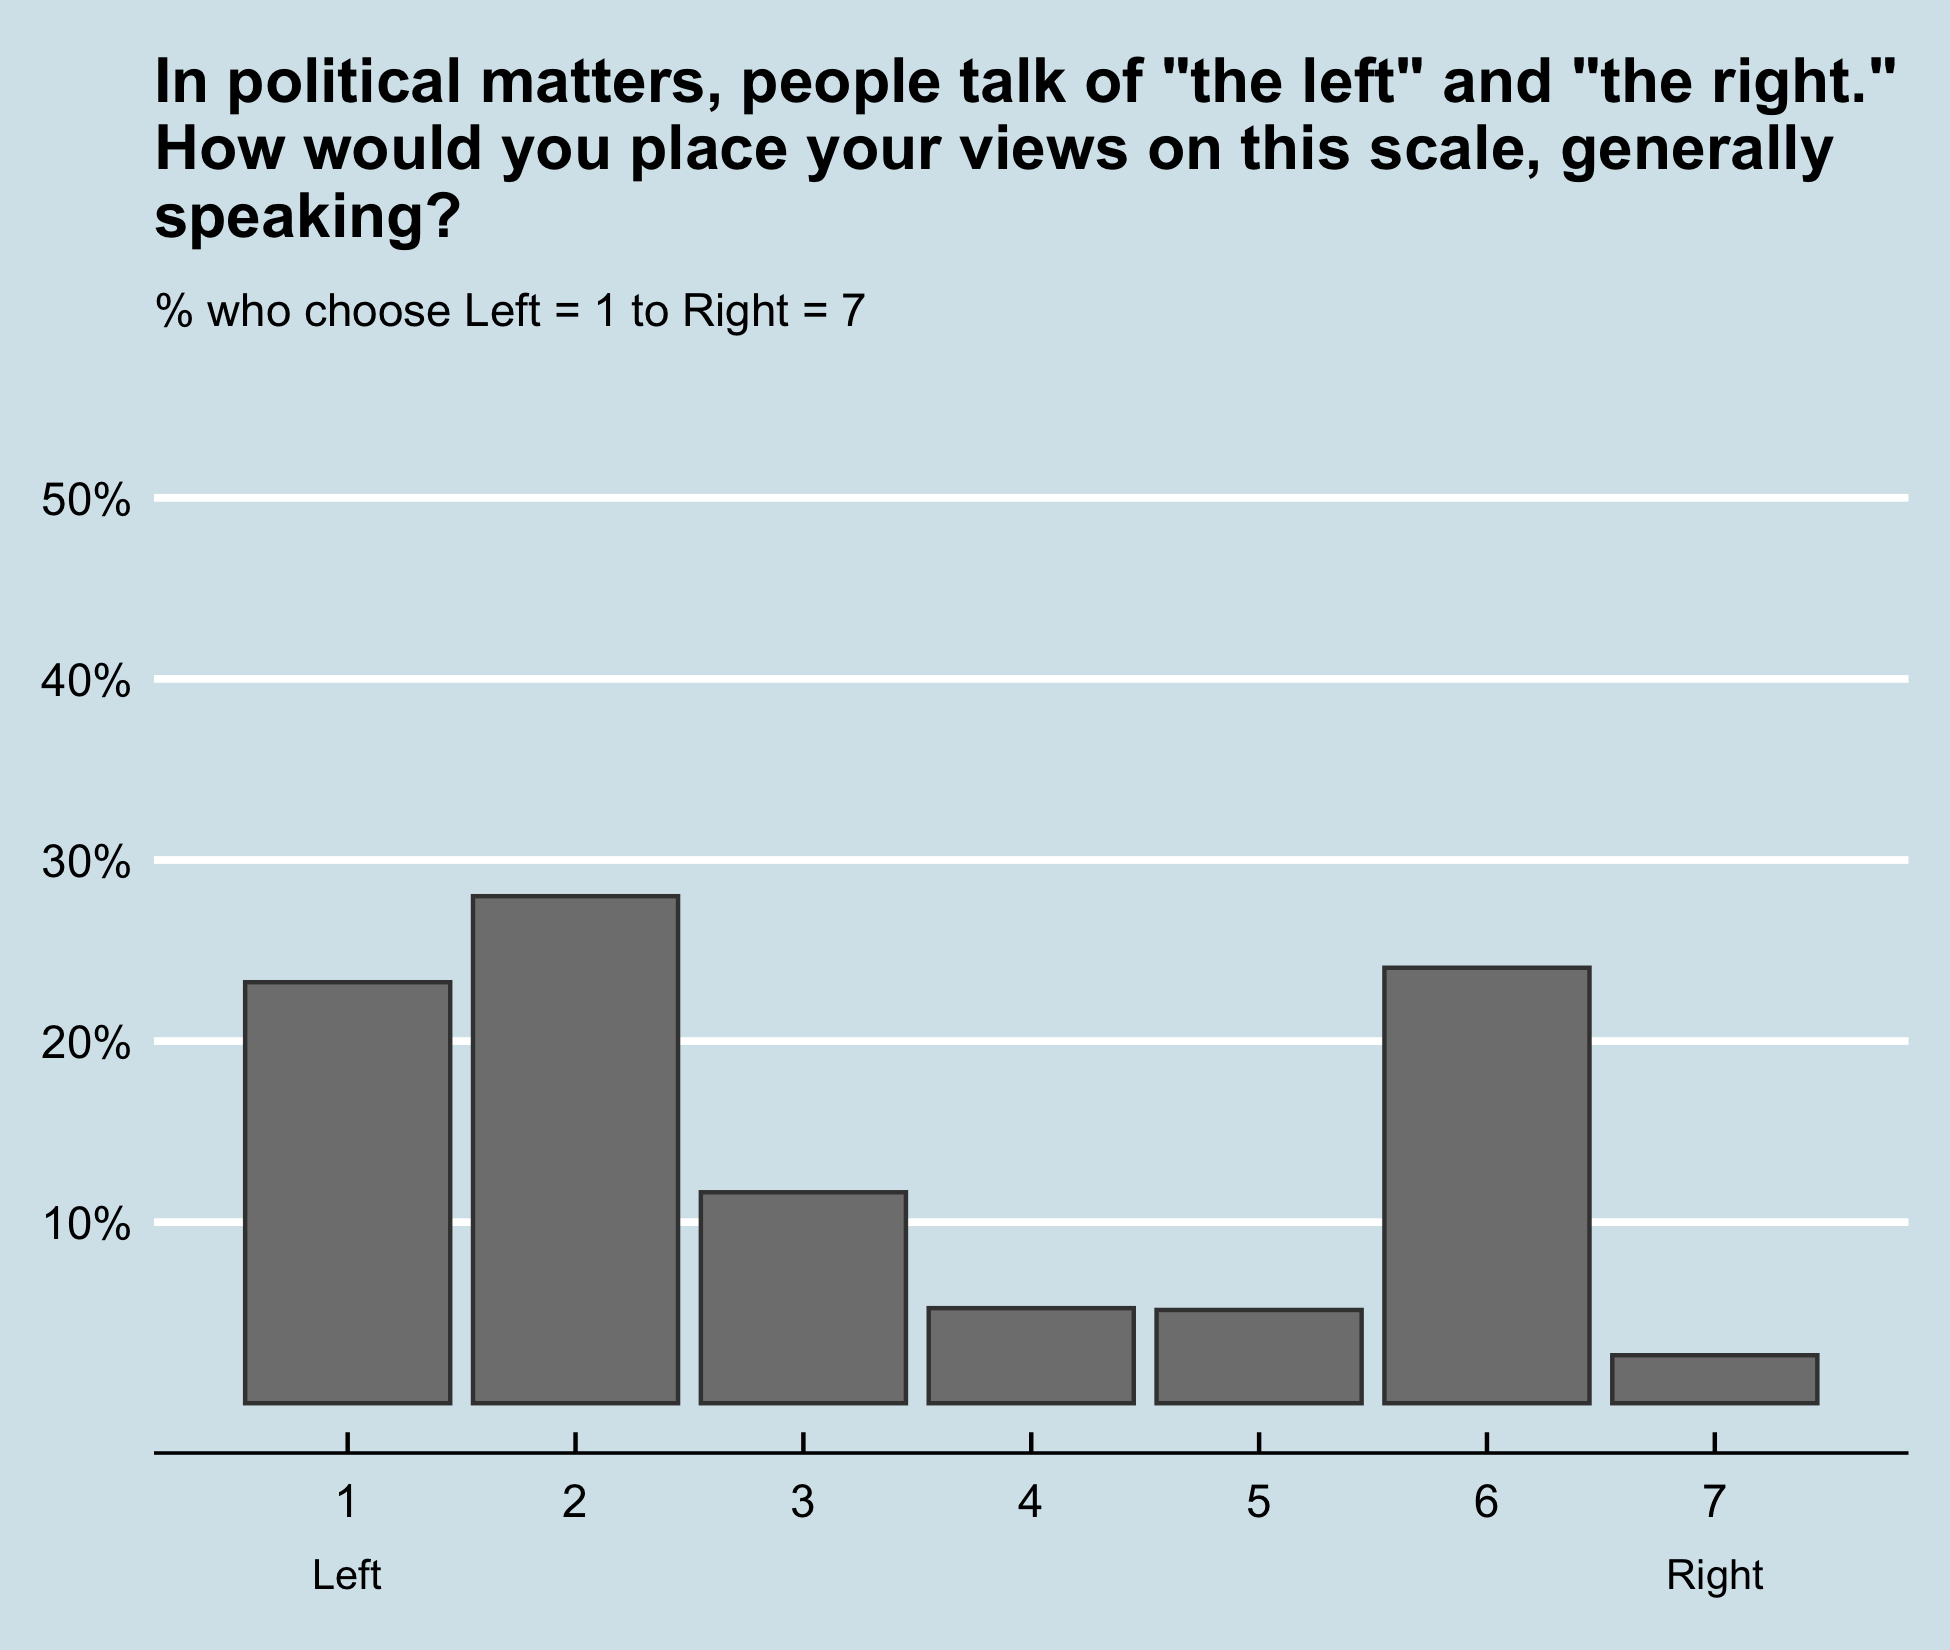 In political matters, people talk of "the left" and "the right."
How would you place your views on this scale, generally
speaking?
% who choose Left = 1 to Right = 7
50%
40%
30%
20%
10%
1 2 3 4 5 6 7
Left Right